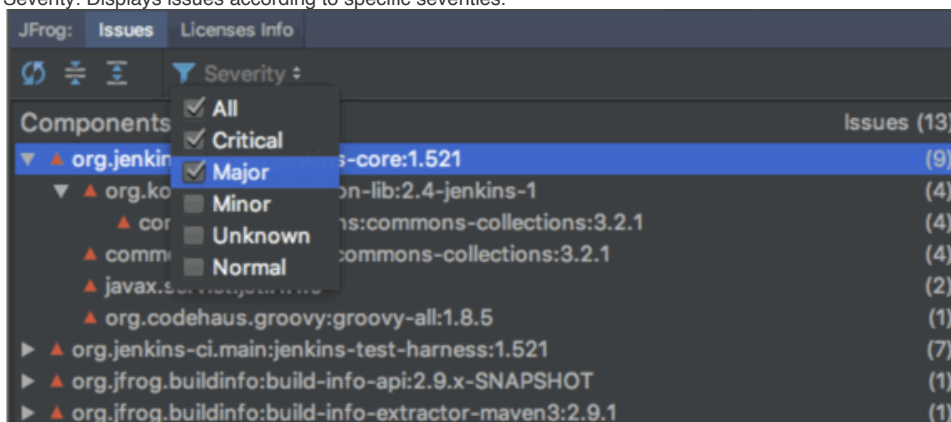 Severity: Displays issues according to specific severities.
JFrog: Issues Licenses Info
Severity
Components Issues (13)
All
Critical
Major
Minor
Unknown
Normal
org.jenkin s-core:1.521 (9)
org.ko on-lib:2.4-jenkins-1 (4)
cor ns:commons-collections:3.2.1 (4)
comm commons-collections:3.2.1 (4)
javax. (2)
org.codehaus.groovy:groovy-all:1.8.5 (1)
org.jenkins-ci.main:jenkins-test-harness:1.521 (7)
org.jfrog.buildinfo:build-info-api:2.9.x-SNAPSHOT (1)
org.jfrog.buildinfo:build-info-extractor-maven3:2.9.1 (1)